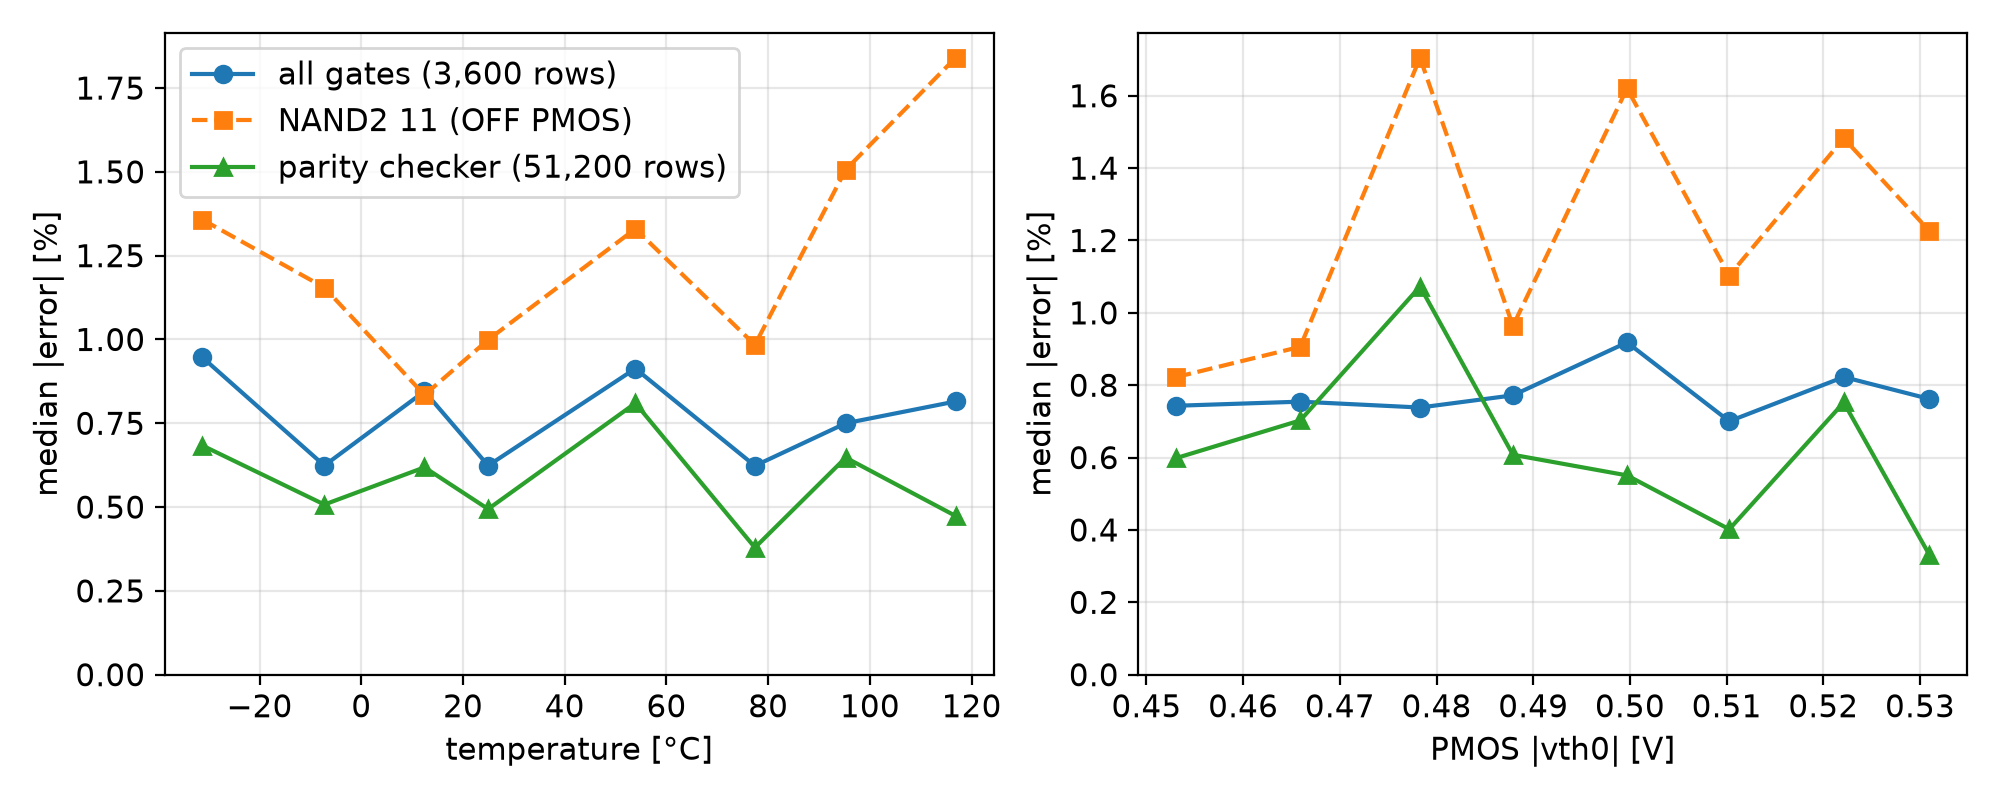 all gates (3,600 rows)
NAND2 11 (OFF PMOS)
parity checker (51,200 rows)
median |error| [%]
1.75
1.50
1.25
1.00
0.75
0.50
0.25
0.00
−20 0 20 40 60 80 100 120
temperature [°C]
median |error| [%]
1.6
1.4
1.2
1.0
0.8
0.6
0.4
0.2
0.0
0.45 0.46 0.47 0.48 0.49 0.50 0.51 0.52 0.53
PMOS |vth0| [V]